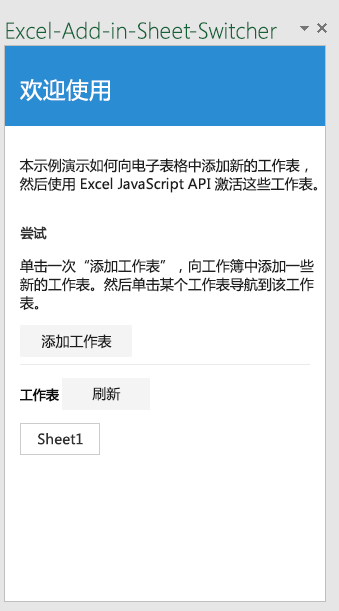 Excel-Add-in-Sheet-Switcher
欢迎使用
本示例演示如何向电子表格中添加新的工作表，
然后使用 Excel JavaScript API 激活这些工作表。
尝试
单击一次“添加工作表”，向工作簿中添加一些
新的工作表。然后单击某个工作表导航到该工作
表。
添加工作表
工作表 刷新
Sheet1